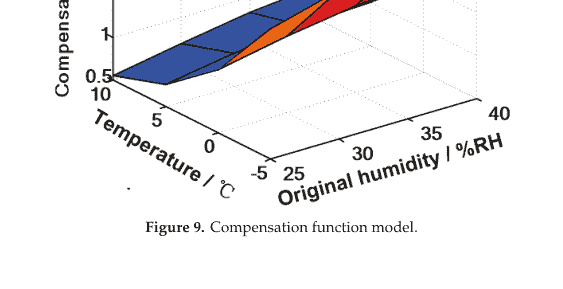 Compensa
1
0.5
10
5
0
-5
Temperature / ℃
25
30
35
40
Original humidity / %RH
Figure 9. Compensation function model.